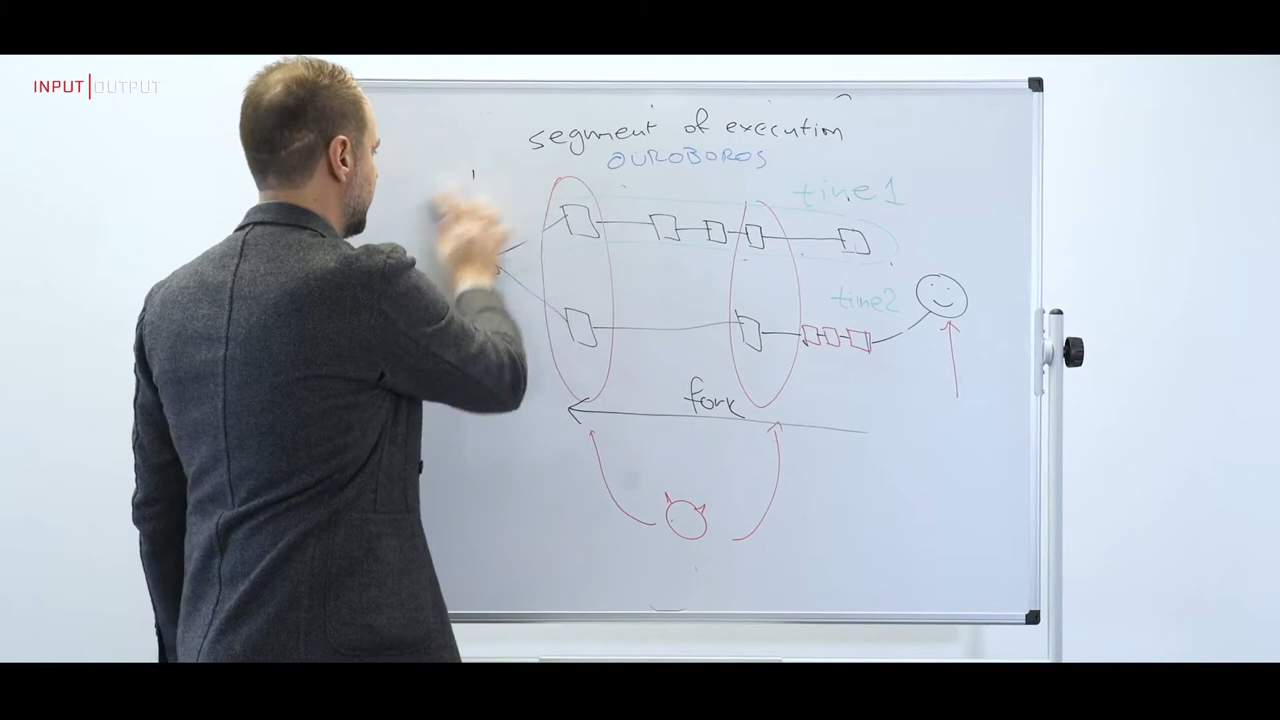 INPUT|OUTPUT
segment of execution
OUROBOROS
time1
time2
fork